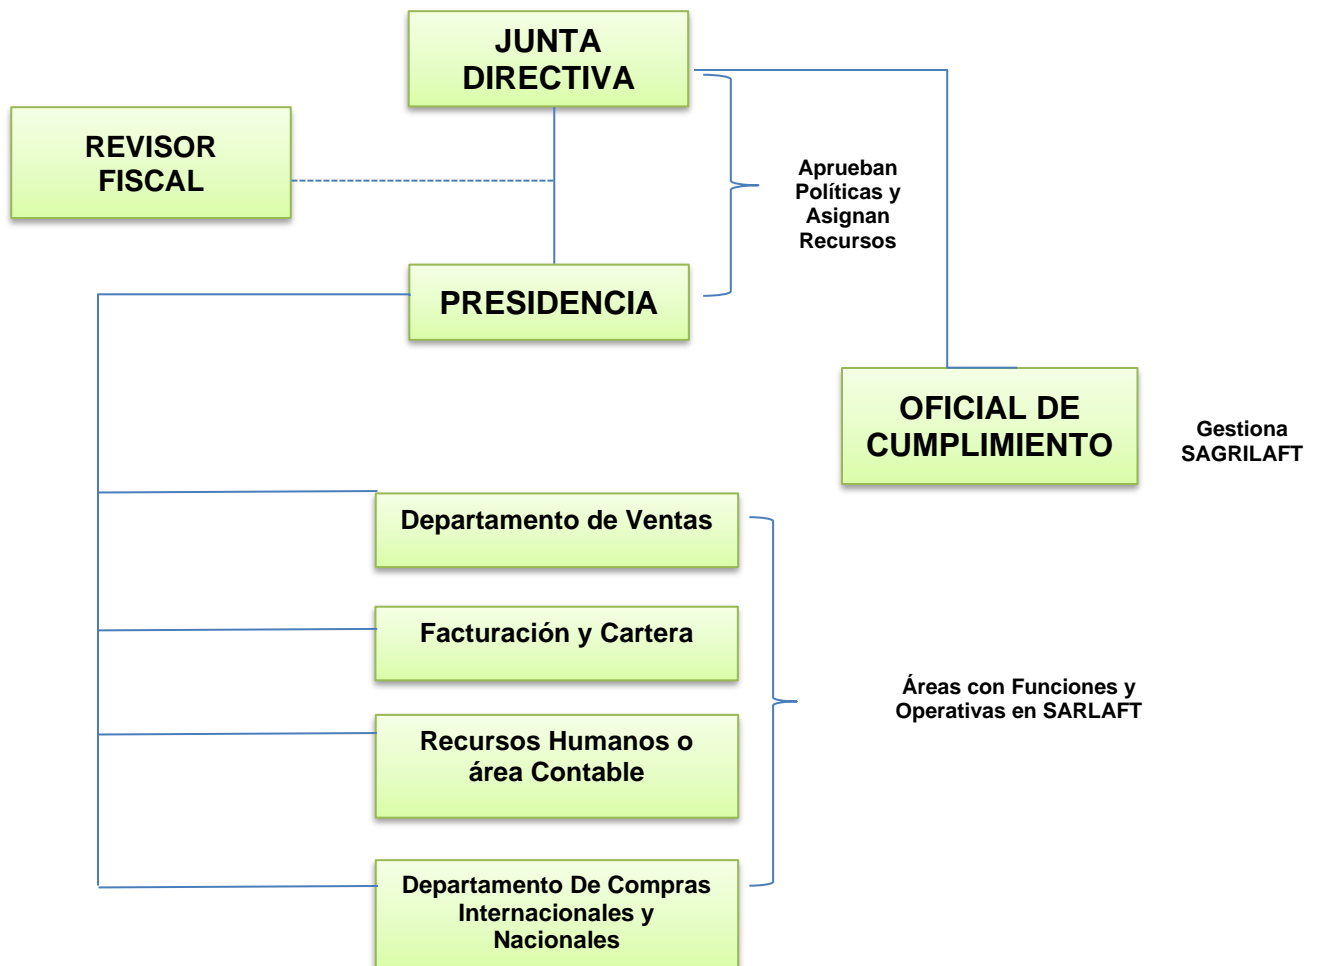 JUNTA
DIRECTIVA
REVISOR
FISCAL
Aprueban
Políticas y
Asignan
Recursos
PRESIDENCIA
OFICIAL DE
CUMPLIMIENTO
Gestiona
SAGRILAFT
Departamento de Ventas
Facturación y Cartera
Áreas con Funciones y
Operativas en SARLAFT
Recursos Humanos o
área Contable
Departamento De Compras
Internacionales y
Nacionales